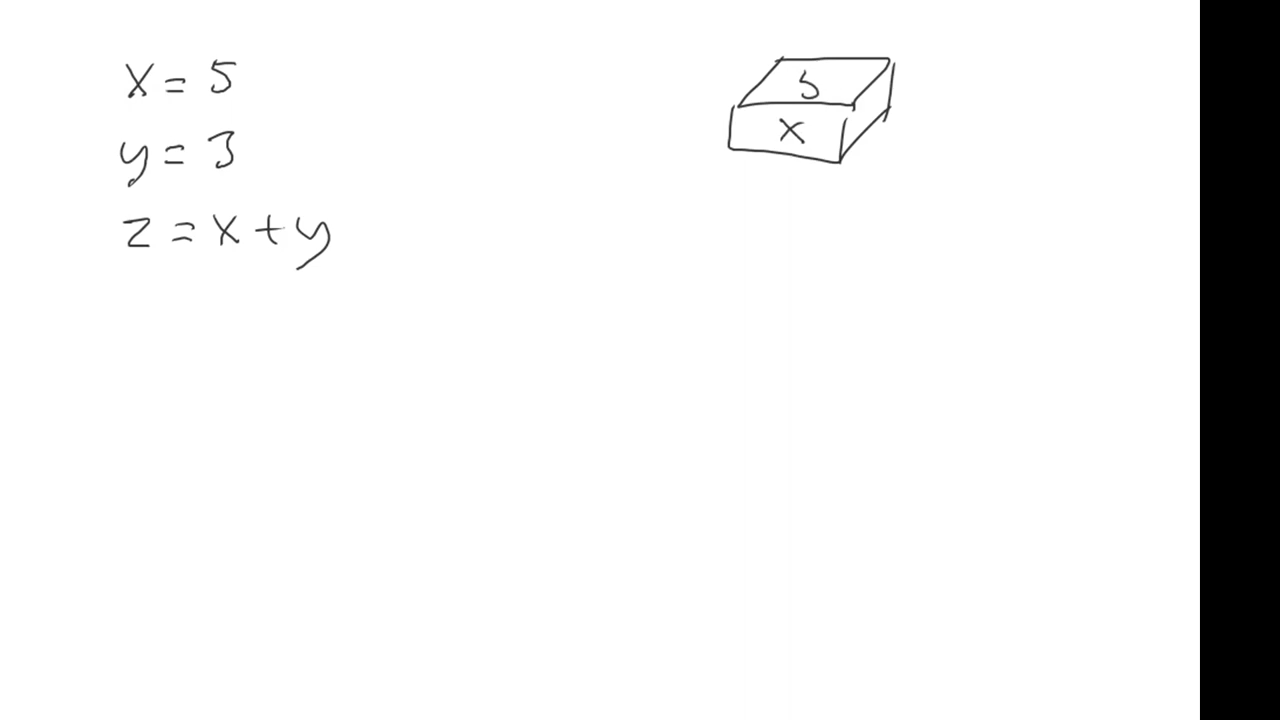 x = 5
y = 3
z = x + y
5
x